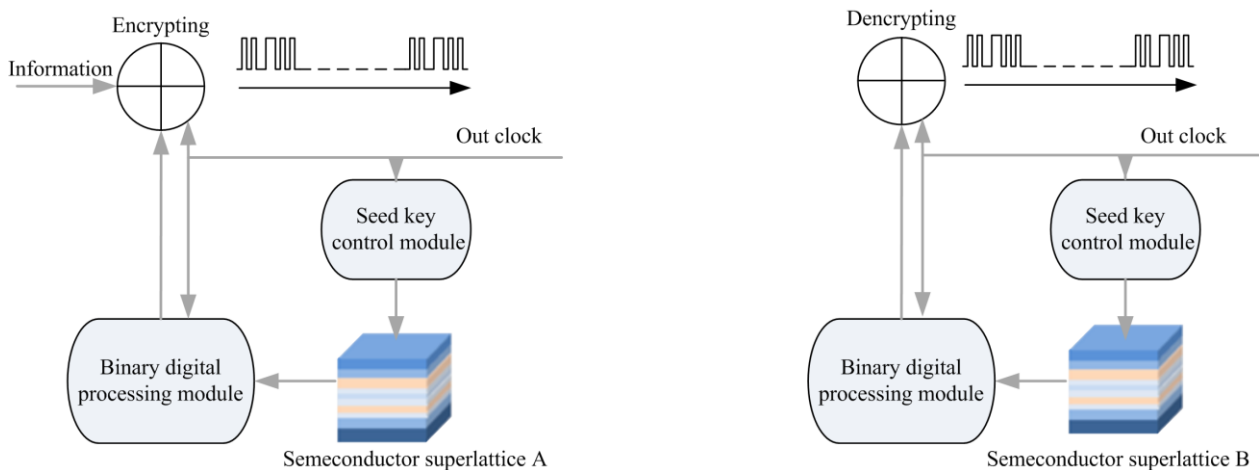 Encrypting
Information
Out clock
Seed key
control module
Binary digital
processing module
Semeconductor superlattice A
Dencrypting
Out clock
Seed key
control module
Binary digital
processing module
Semeconductor superlattice B